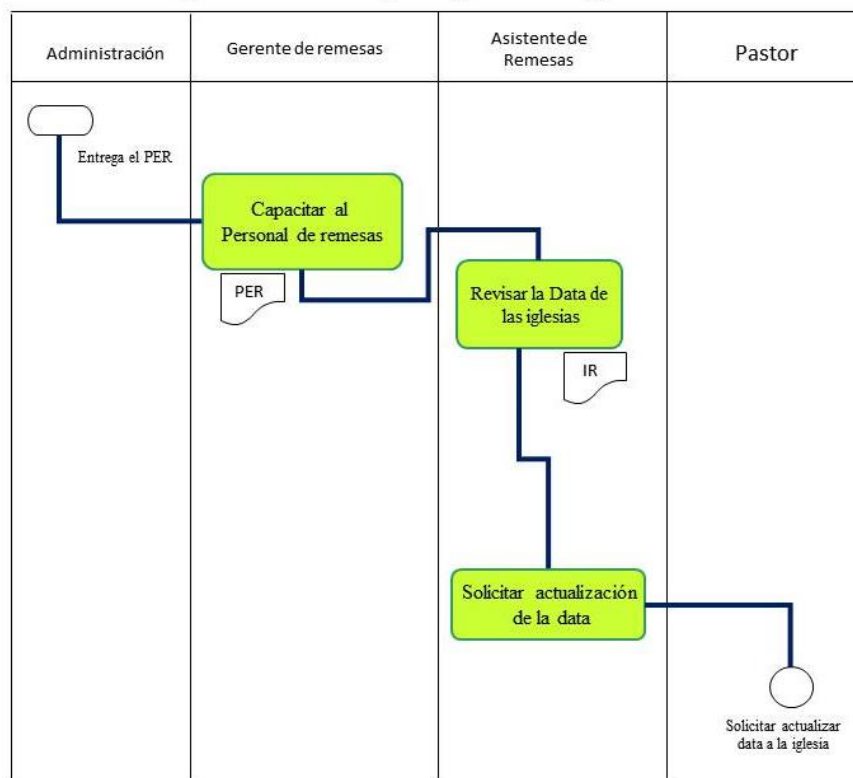 Administración
Gerente de remesas
Asistente de
Remesas
Pastor
Entrega el PER
Capacitar al
Personal de remesas
PER
Revisar la Data de
las iglesias
IR
Solicitar actualización
de la data
Solicitar actualizar
data a la iglesia